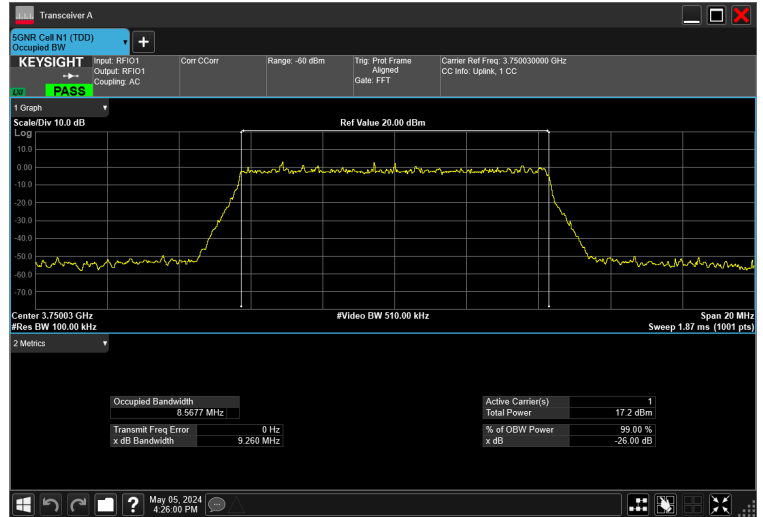 Transceiver A
5GNR Cell N1 (TDD)
Occupied BW
KEYSIGHT
LXI
PASS
Input: RFIO1
Output: RFIO1
Coupling: AC
Corr CCorr
Range: -60 dBm
Trig: Prot Frame
Aligned
Gate: FFT
Carrier Ref Freq: 3.750030000 GHz
CC Info: Uplink, 1 CC
1 Graph
Scale/Div 10.0 dB
Ref Value 20.00 dBm
Log
10.0
0.00
-10.0
-20.0
-30.0
-40.0
-50.0
-60.0
-70.0
Center 3.75003 GHz
#Video BW 510.00 kHz
Span 20 MHz
#Res BW 100.00 kHz
Sweep 1.87 ms (1001 pts)
2 Metrics
Occupied Bandwidth
8.5677 MHz
Transmit Freq Error 0 Hz
x dB Bandwidth 9.260 MHz
Active Carrier(s) 1
Total Power 17.2 dBm
% of OBW Power 99.00 %
x dB -26.00 dB
?
May 05, 2024
4:26:00 PM